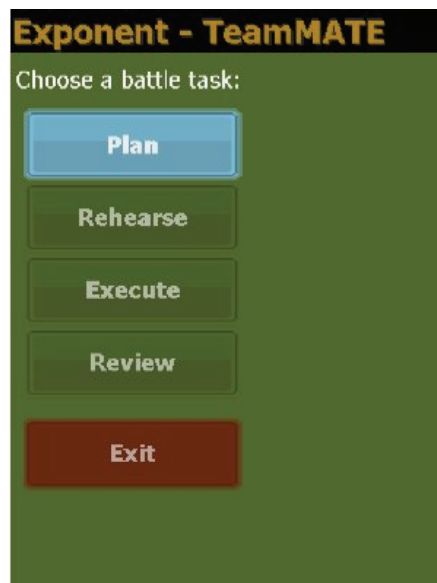 Exponent - TeamMATE
Choose a battle task:
Plan
Rehearse
Execute
Review
Exit